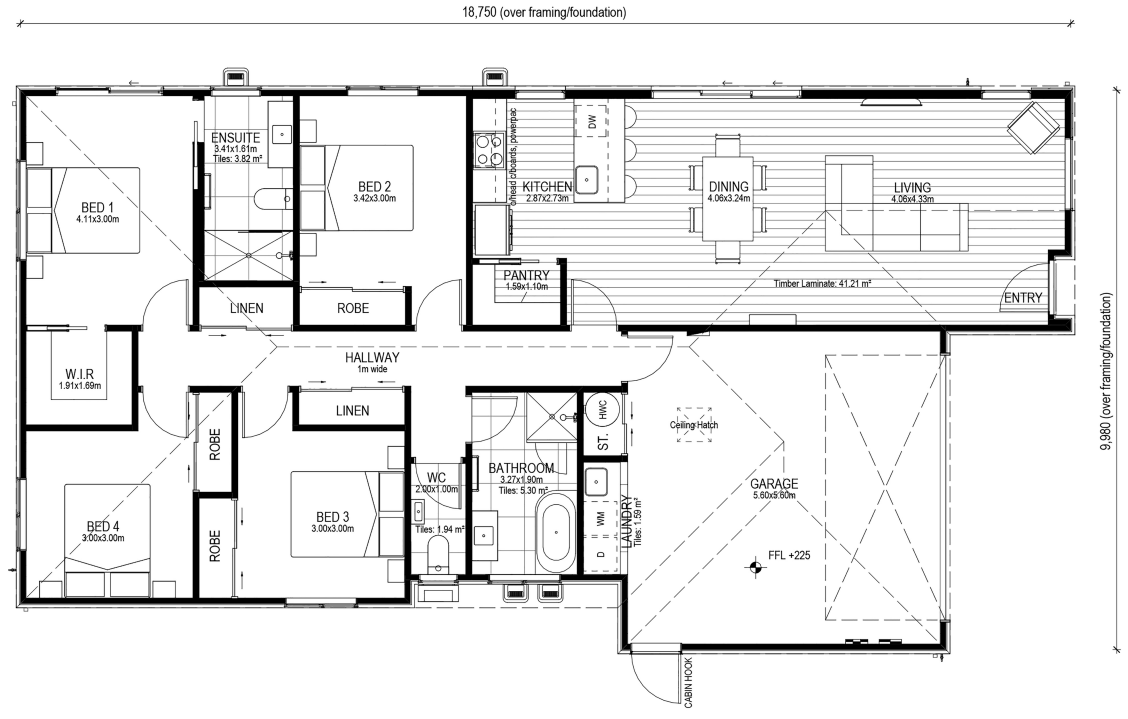 18,750 (over framing/foundation)
ENSUITE
3.41x1.61m
Tiles: 3.82 m²
BED 1
4.11x3.00m
BED 2
3.42x3.00m
o/head c/boards, powerpac
DW
KITCHEN
2.87x2.73m
DINING
4.06x3.24m
LIVING
4.06x4.33m
PANTRY
1.59x1.10m
Timber Laminate: 41.21 m²
ENTRY
LINEN
ROBE
HALLWAY
1m wide
W.I.R
1.91x1.69m
LINEN
ROBE
HWC
ST.
Ceiling Hatch
9,980 (over framing/foundation)
BED 4
3.00x3.00m
ROBE
BED 3
3.00x3.00m
WC
2.00x1.00m
Tiles: 1.94 m²
BATHROOM
3.27x1.90m
Tiles: 5.30 m²
WM
D
LAUNDRY
Tiles: 1.59 m²
GARAGE
5.60x5.60m
FFL +225
CABIN HOOK